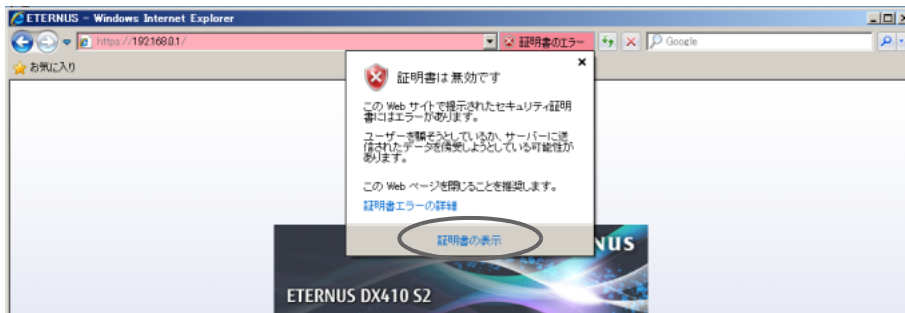 ETERNUS - Windows Internet Explorer
https://192.168.0.1/
証明書のエラー
Google
お気に入り
証明書は無効です
この Web サイトで提示されたセキュリティ証明
書にはエラーがあります。
ユーザーを騙そうとしているか、サーバーに送
信されたデータを傍受しようとしている可能性が
あります。
この Web ページを閉じることを推奨します。
証明書エラーの詳細
証明書の表示
NUS
ETERNUS DX410 S2